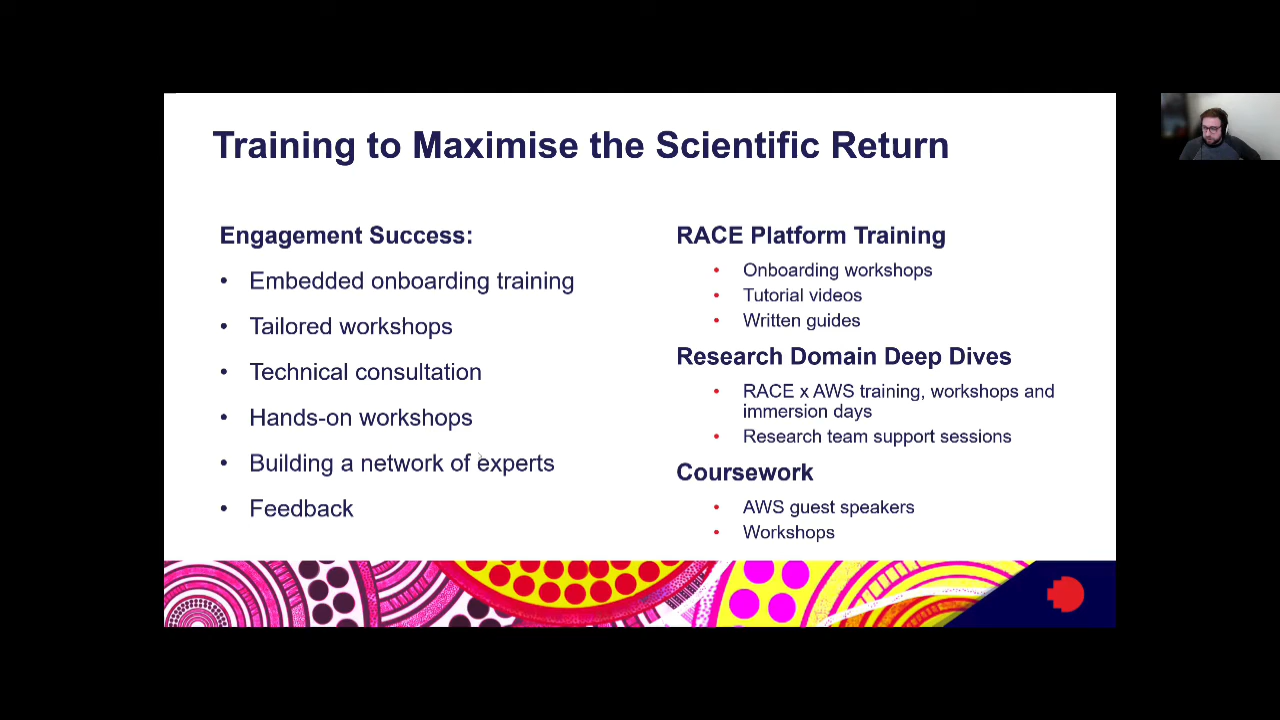 Training to Maximise the Scientific Return
Engagement Success:
• Embedded onboarding training
• Tailored workshops
• Technical consultation
• Hands-on workshops
• Building a network of experts
• Feedback
RACE Platform Training
• Onboarding workshops
• Tutorial videos
• Written guides
Research Domain Deep Dives
• RACE x AWS training, workshops and
immersion days
• Research team support sessions
Coursework
• AWS guest speakers
• Workshops